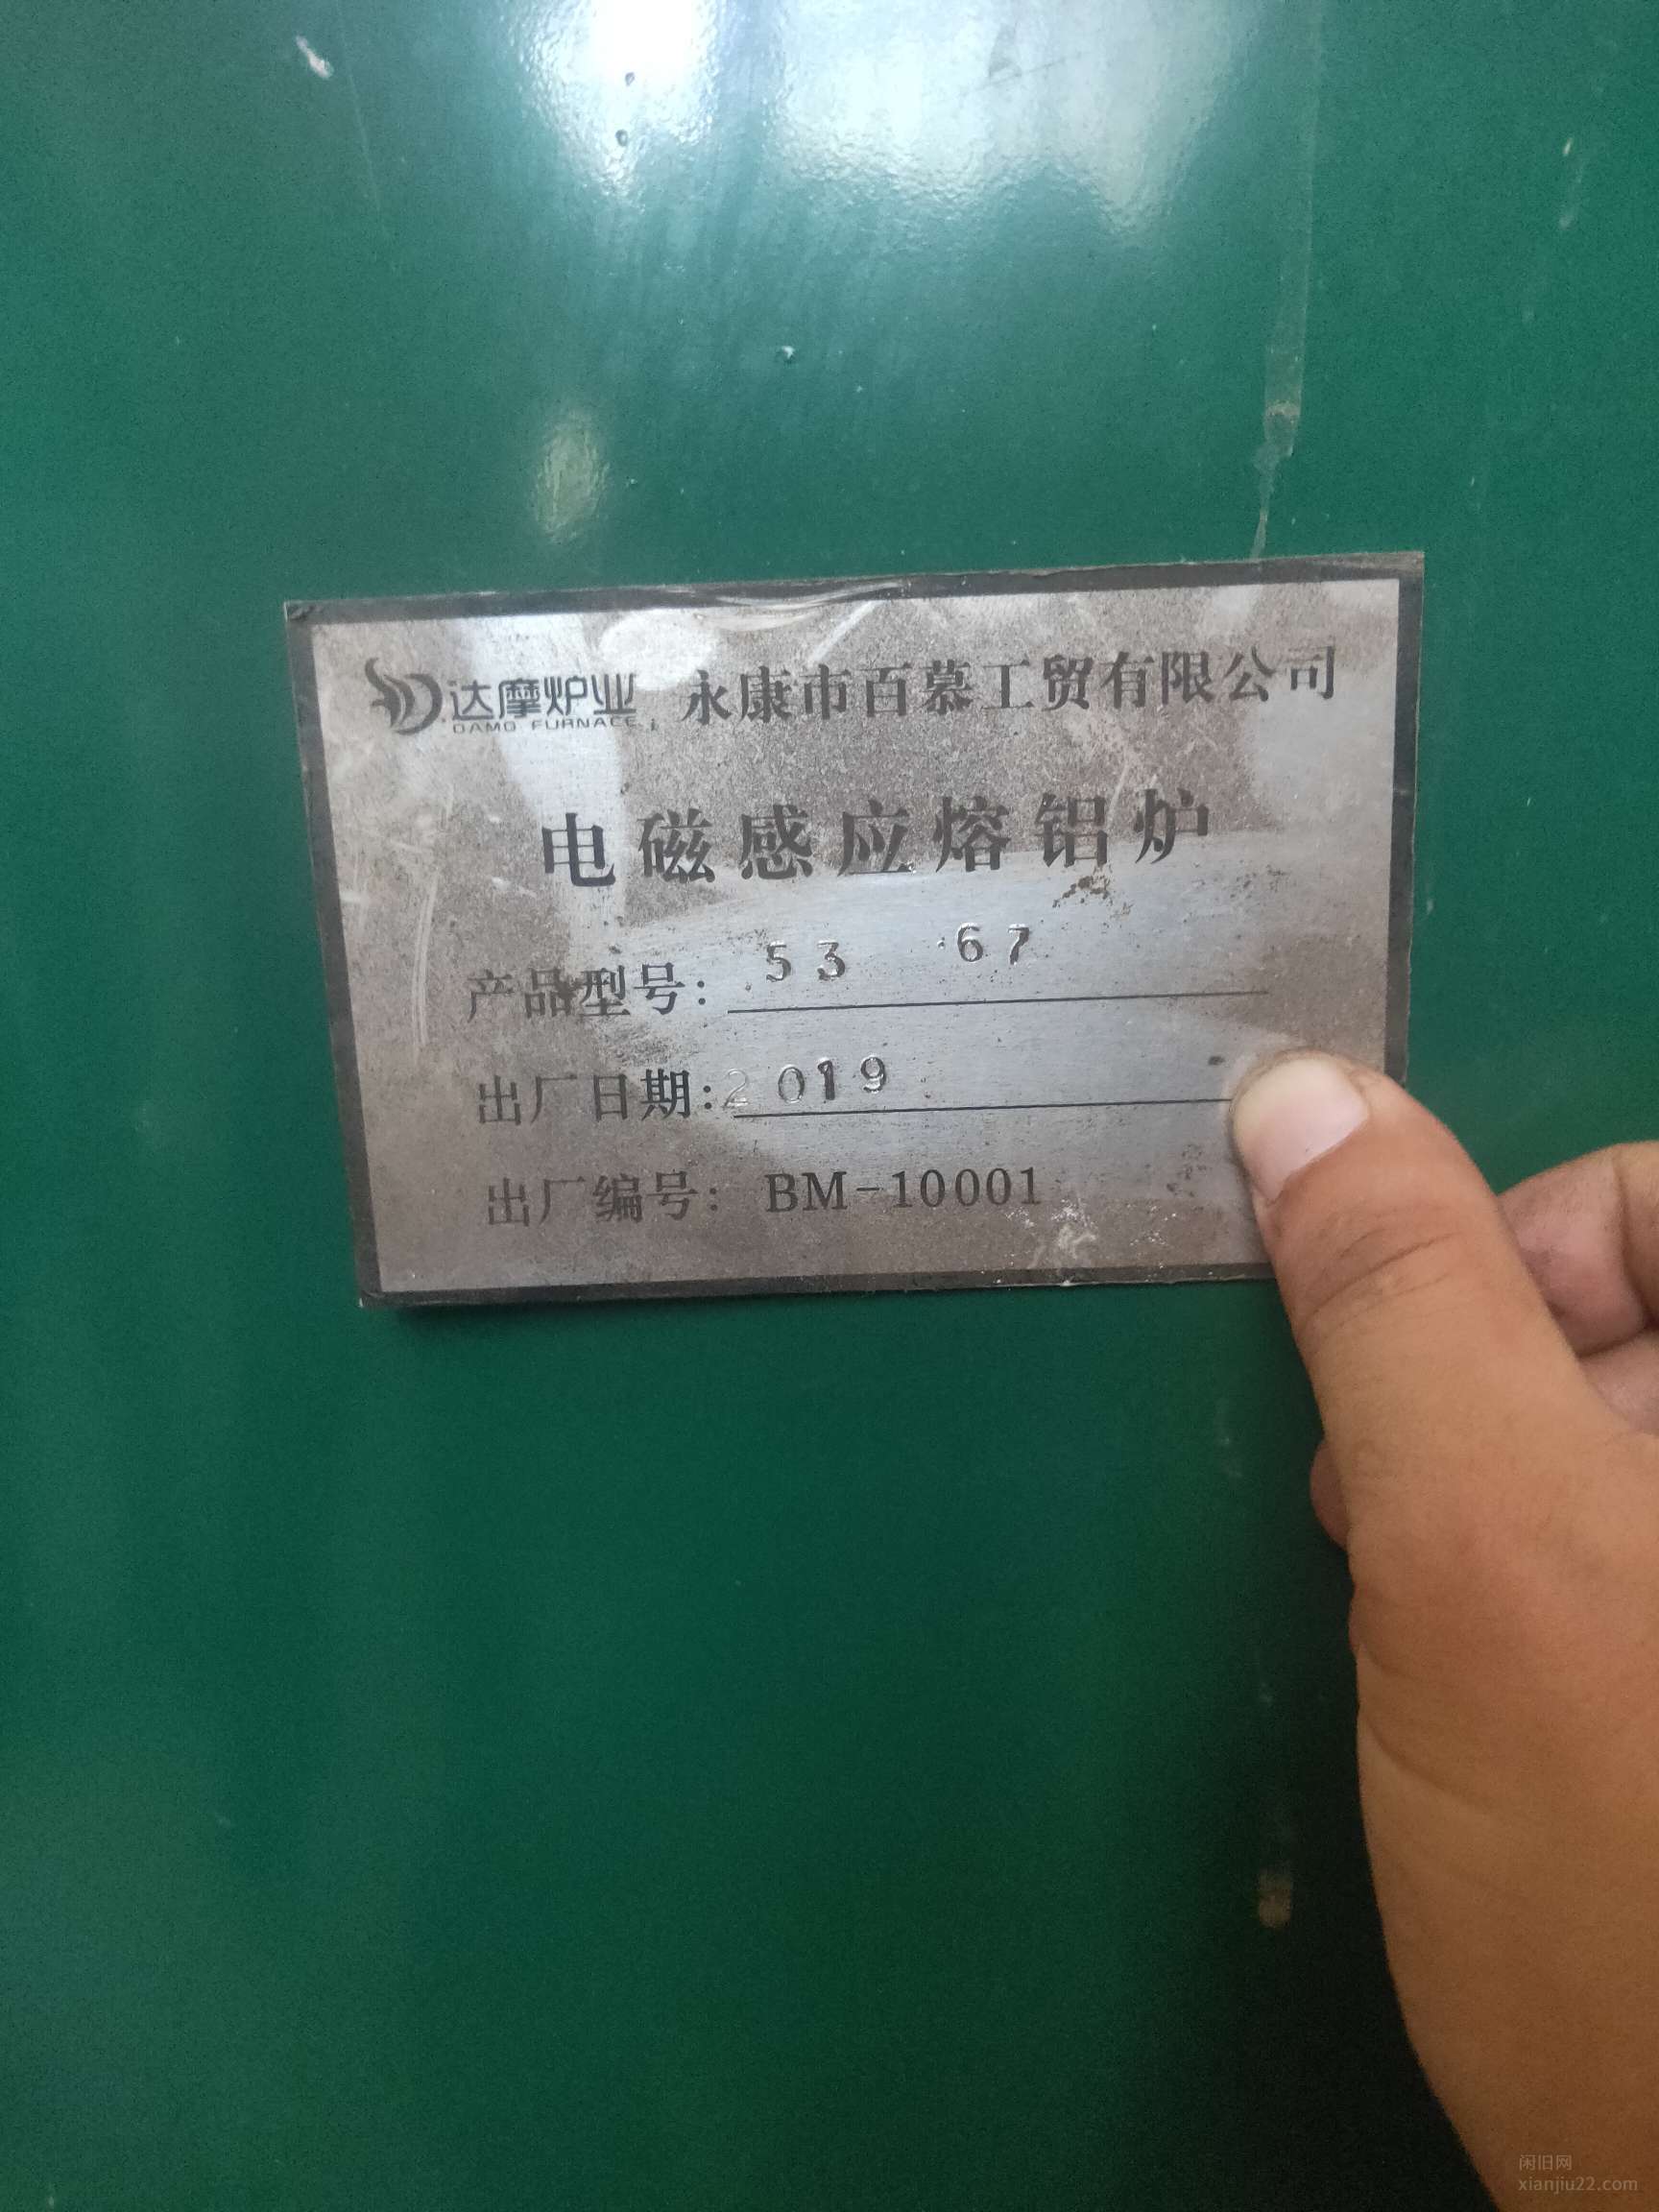 达摩炉业 永康市百慕工贸有限公司
DAMO FURNACE
电磁感应熔铝炉
产品型号: 53 67
出厂日期: 2019
出厂编号: BM-10001
闲旧网
xianjiu22.com